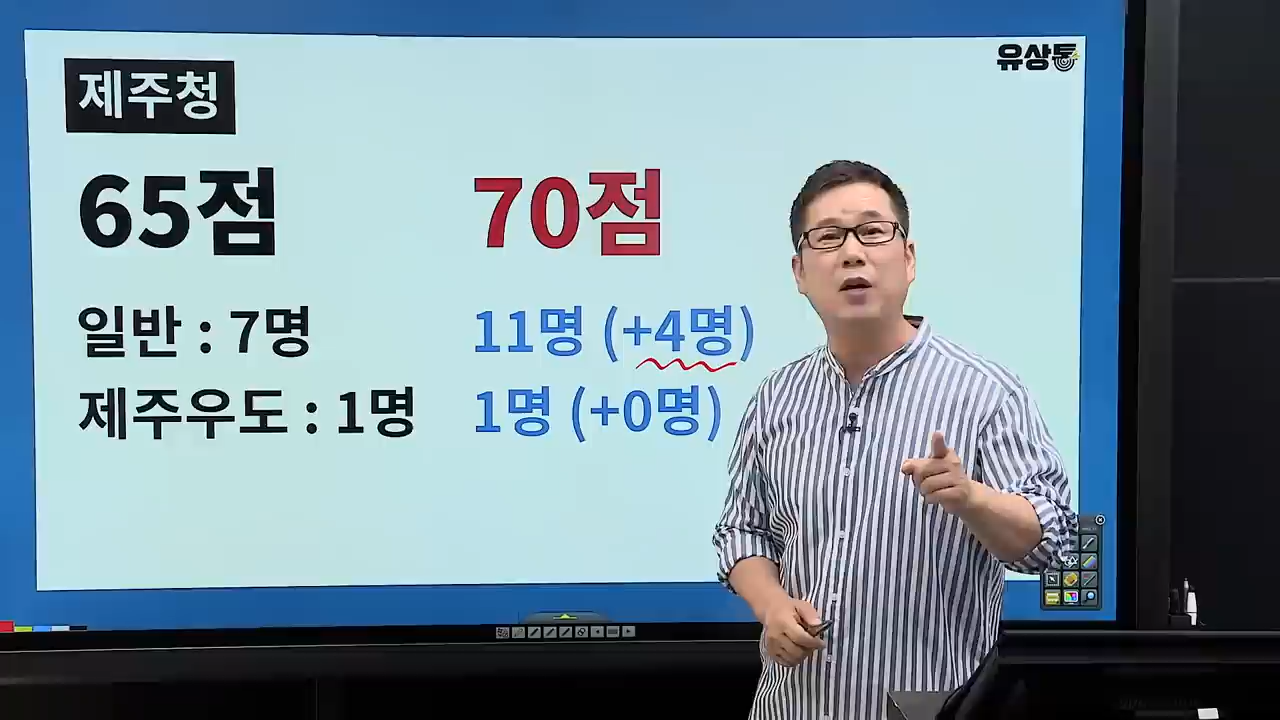 유상통
제주청
65점 70점
일반 : 7명 11명 (+4명)
제주우도 : 1명 1명 (+0명)